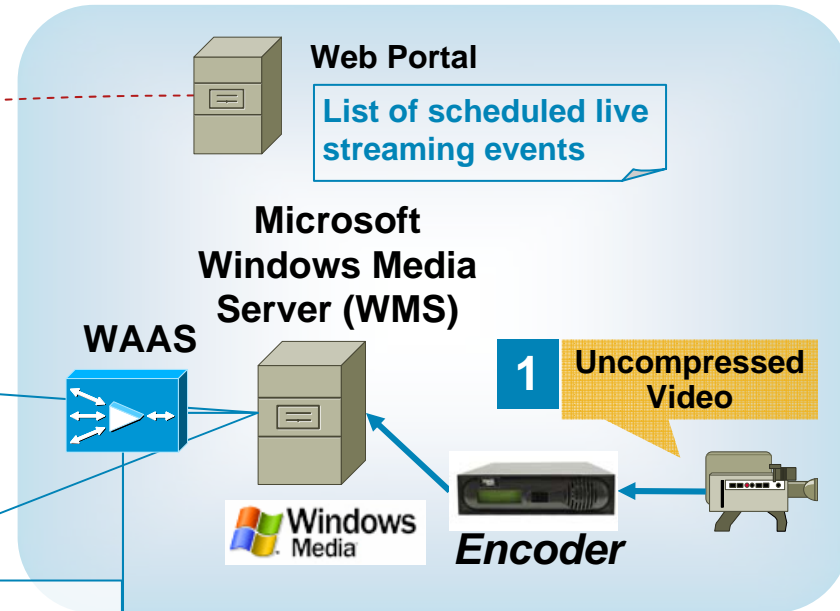 Web Portal
List of scheduled live
streaming events
Microsoft
Windows Media
Server (WMS)
WAAS
1
Uncompressed
Video
Windows
Media
Encoder